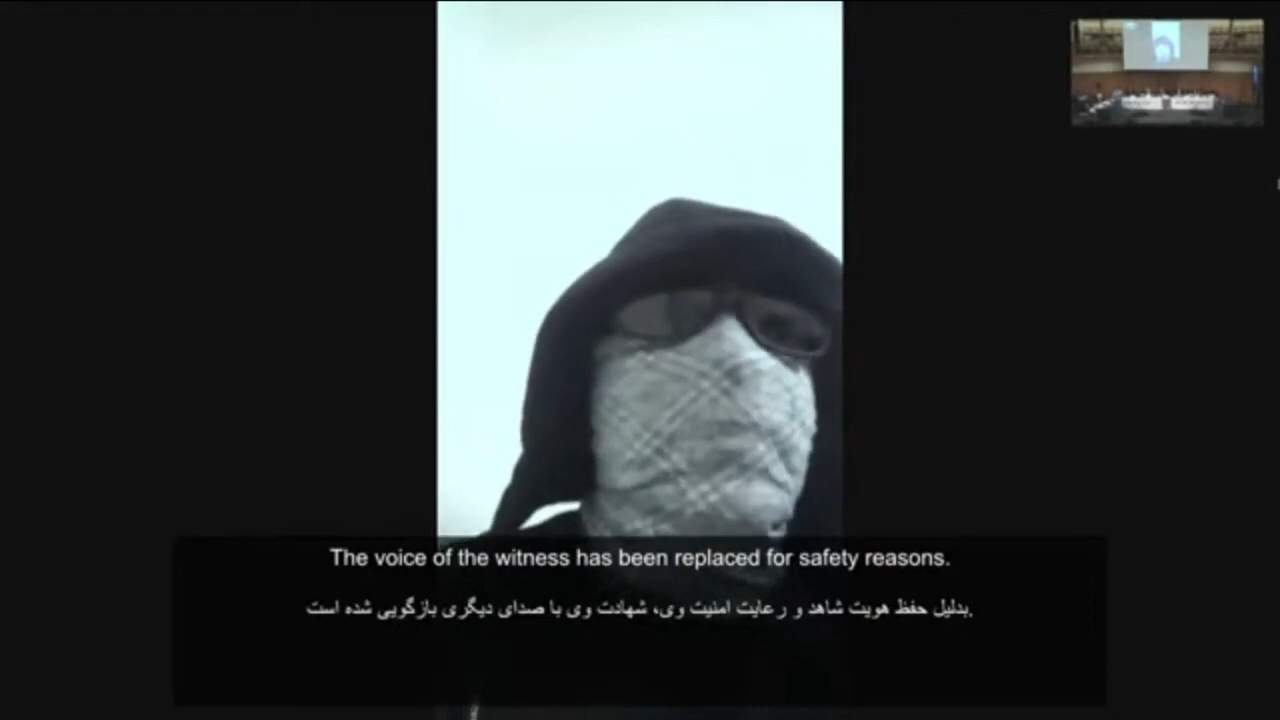 The voice of the witness has been replaced for safety reasons.
بدلیل حفظ هویت شاهد و رعایت امنیت وی، شهادت وی با صدای دیگری بازگویی شده است.